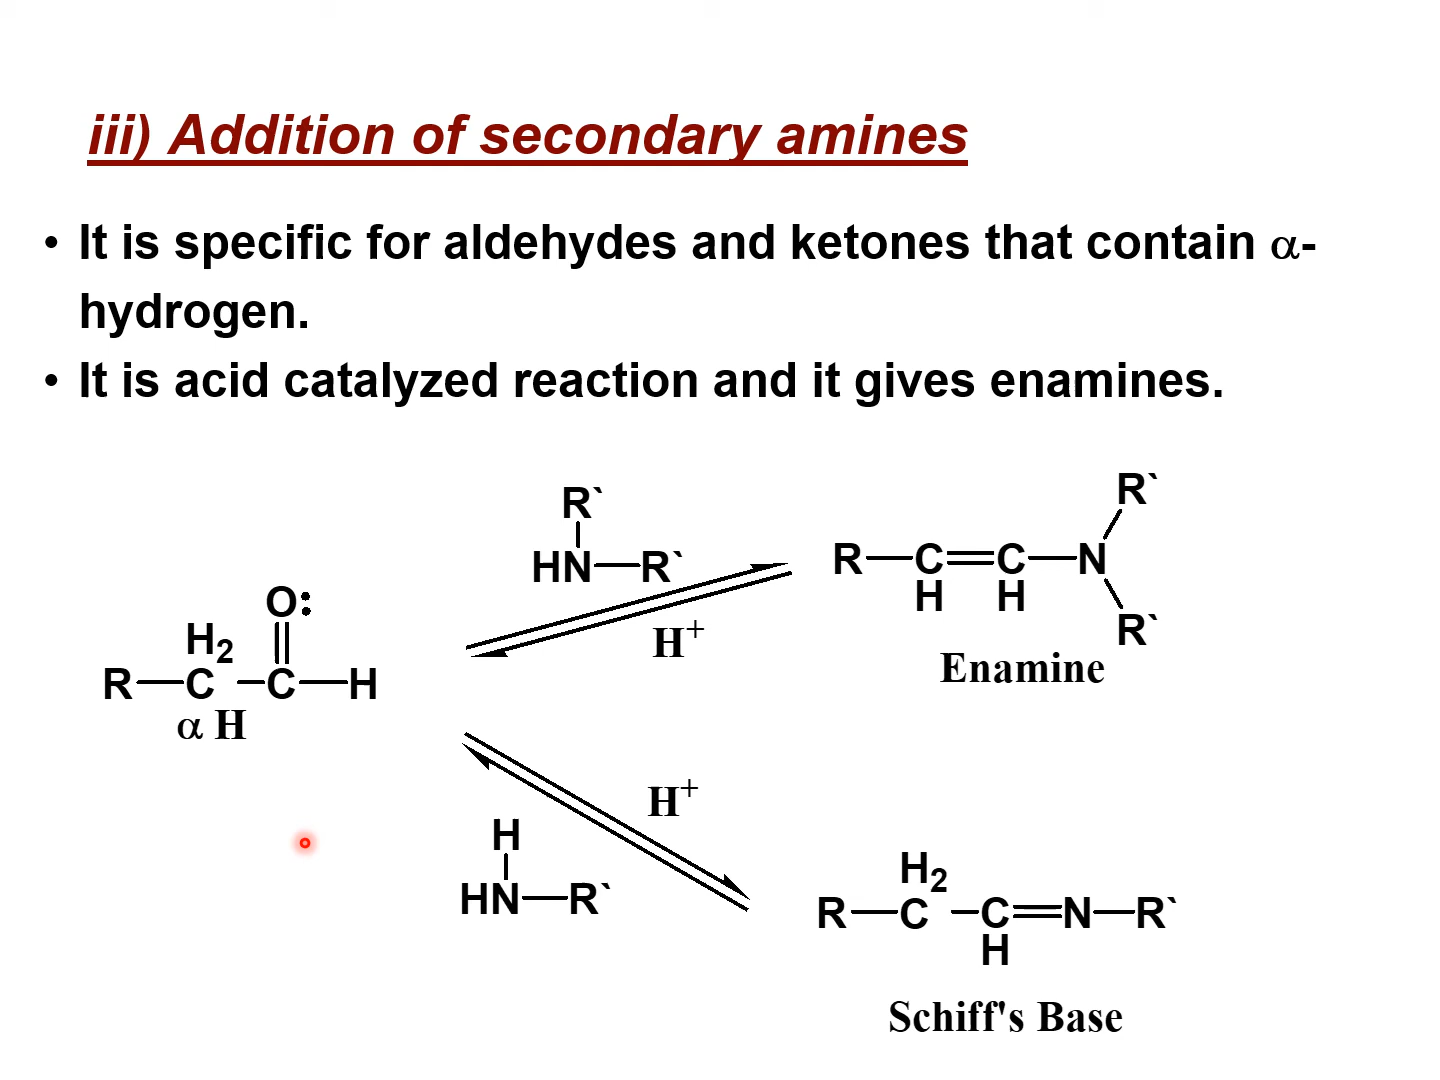 iii) Addition of secondary amines
• It is specific for aldehydes and ketones that contain α-
hydrogen.
• It is acid catalyzed reaction and it gives enamines.
R`
HN—R`
H+
R`
R—C=C—N
H H
R`
Enamine
O:
H2
R—C—C—H
α H
H+
H
HN—R`
H2
R—C—C=N—R`
H
Schiff's Base